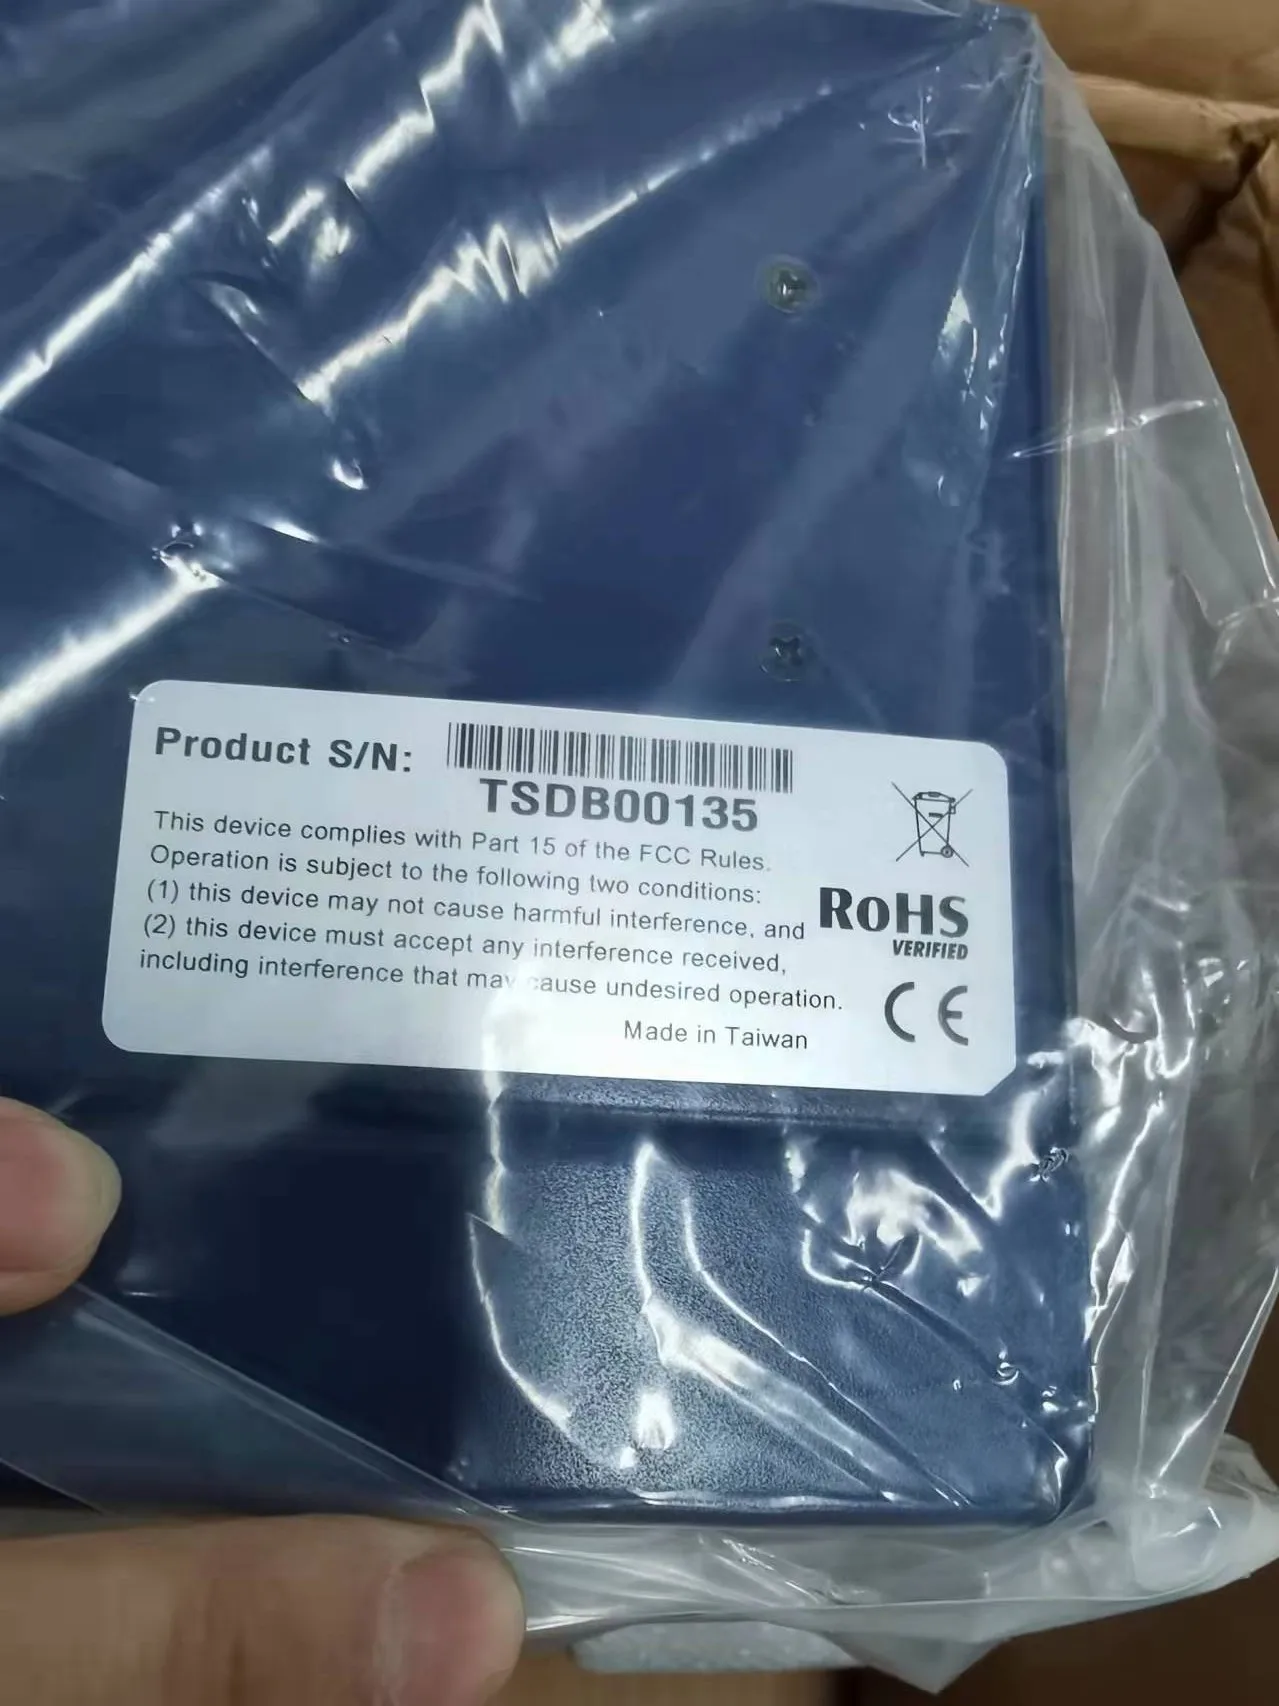 Product S/N:
TSDB00135
This device complies with Part 15 of the FCC Rules.
Operation is subject to the following two conditions:
(1) this device may not cause harmful interference, and
(2) this device must accept any interference received,
including interference that may cause undesired operation.
Made in Taiwan
RoHS
VERIFIED
CE